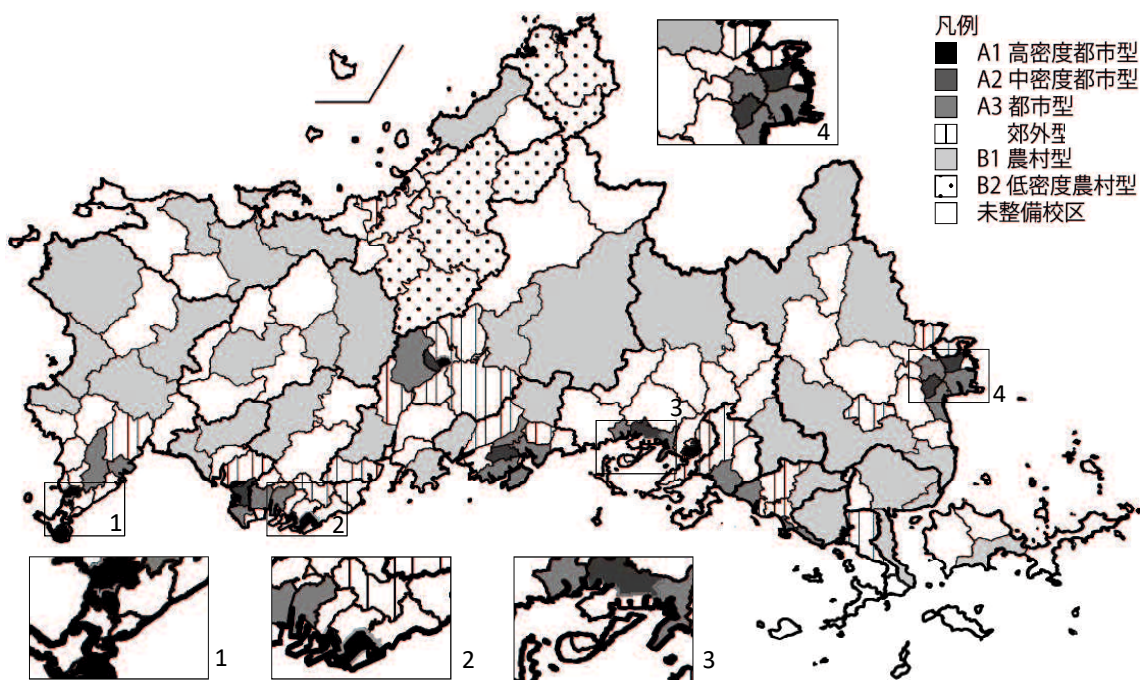 凡例
A1 高密度都市型
A2 中密度都市型
A3 都市型
郊外型
B1 農村型
B2 低密度農村型
未整備校区
4
4
3
1
2
1
2
3